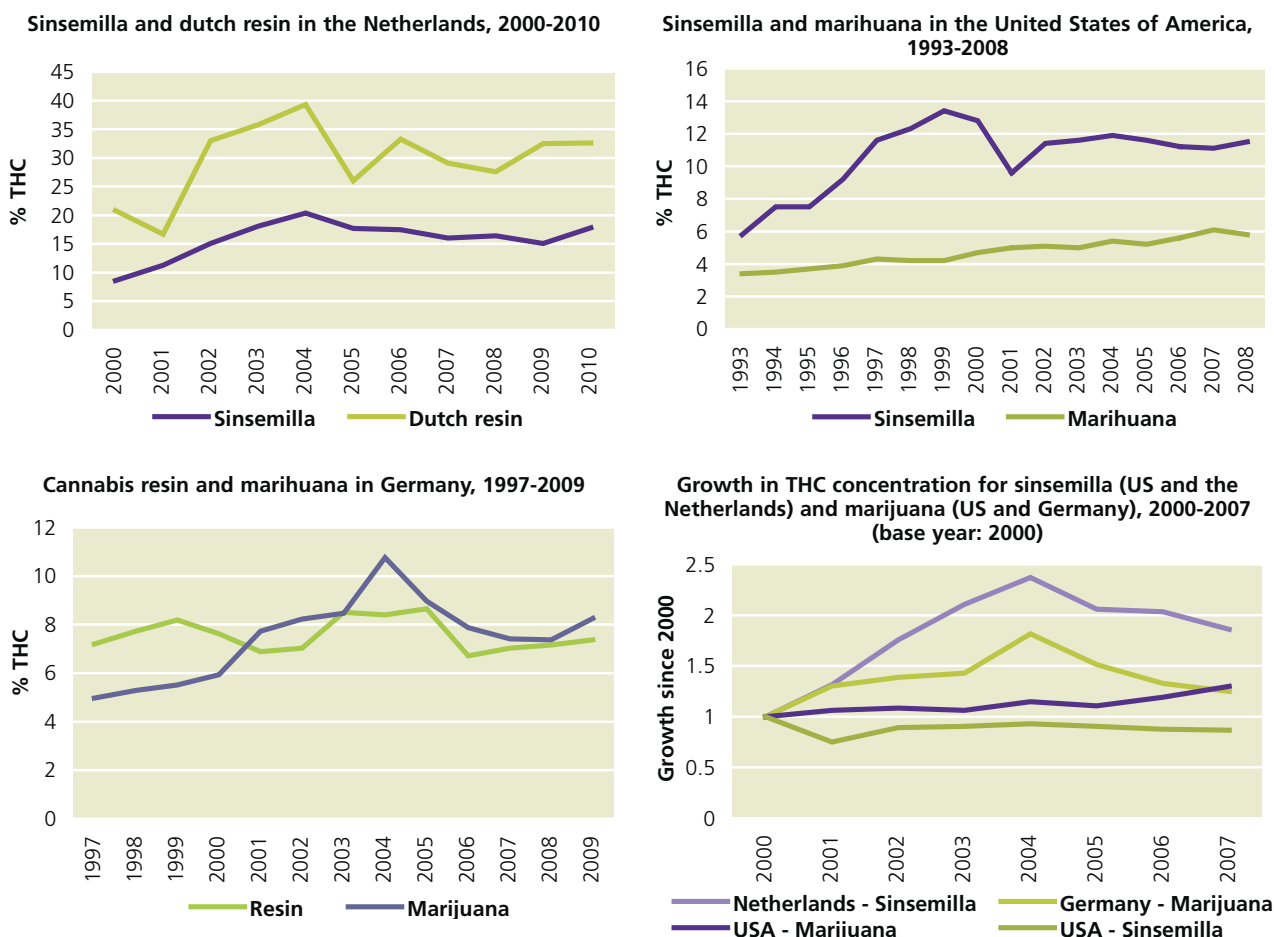 Sinsemilla and dutch resin in the Netherlands, 2000-2010
% THC
45
40
35
30
25
20
15
10
5
0
2000 2001 2002 2003 2004 2005 2006 2007 2008 2009 2010
Sinsemilla Dutch resin
Sinsemilla and marihuana in the United States of America,
1993-2008
% THC
16
14
12
10
8
6
4
2
0
1993 1994 1995 1996 1997 1998 1999 2000 2001 2002 2003 2004 2005 2006 2007 2008
Sinsemilla Marihuana
Cannabis resin and marihuana in Germany, 1997-2009
% THC
12
10
8
6
4
2
0
1997 1998 1999 2000 2001 2002 2003 2004 2005 2006 2007 2008 2009
Resin Marijuana
Growth in THC concentration for sinsemilla (US and the
Netherlands) and marijuana (US and Germany), 2000-2007
(base year: 2000)
Growth since 2000
2.5
2
1.5
1
0.5
0
2000 2001 2002 2003 2004 2005 2006 2007
Netherlands - Sinsemilla Germany - Marijuana
USA - Marijuana USA - Sinsemilla